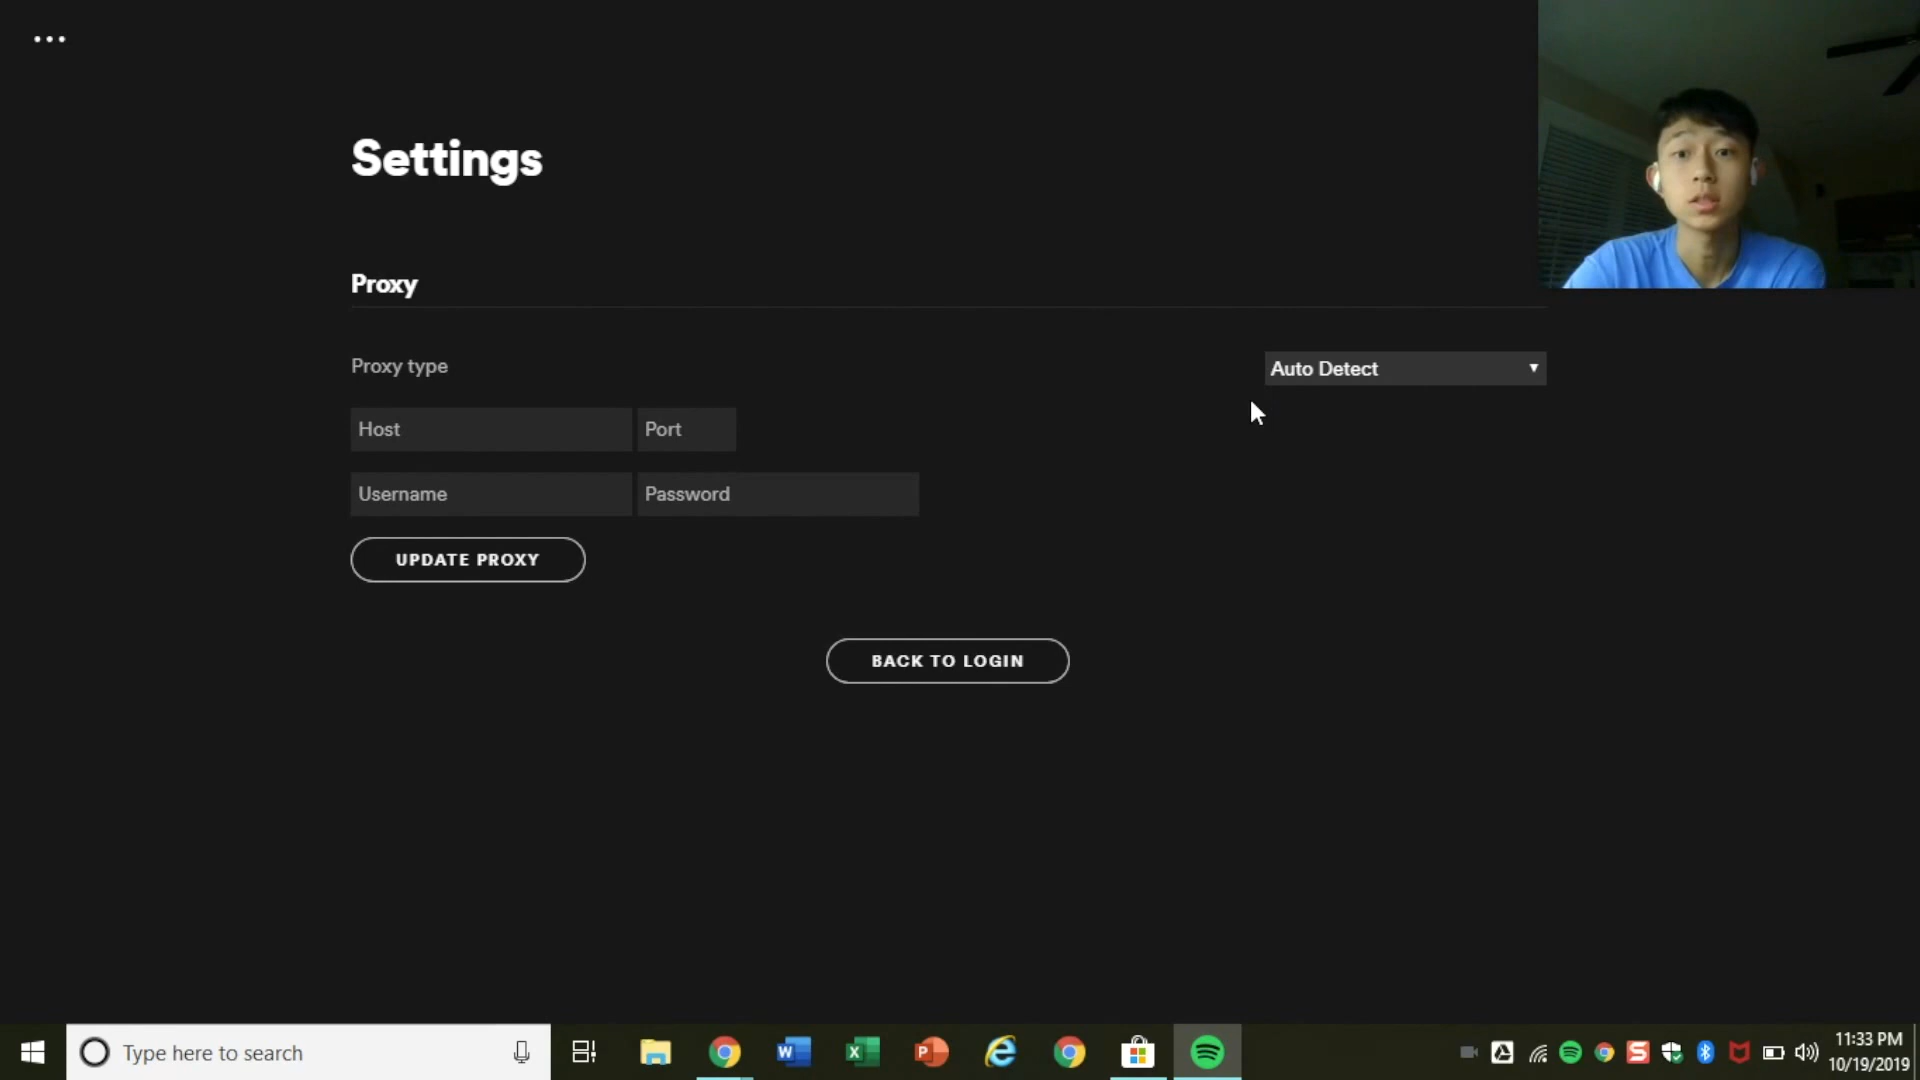 Settings
Proxy
Proxy type
Auto Detect
Host
Port
Username
Password
UPDATE PROXY
BACK TO LOGIN
Type here to search
11:33 PM
10/19/2019